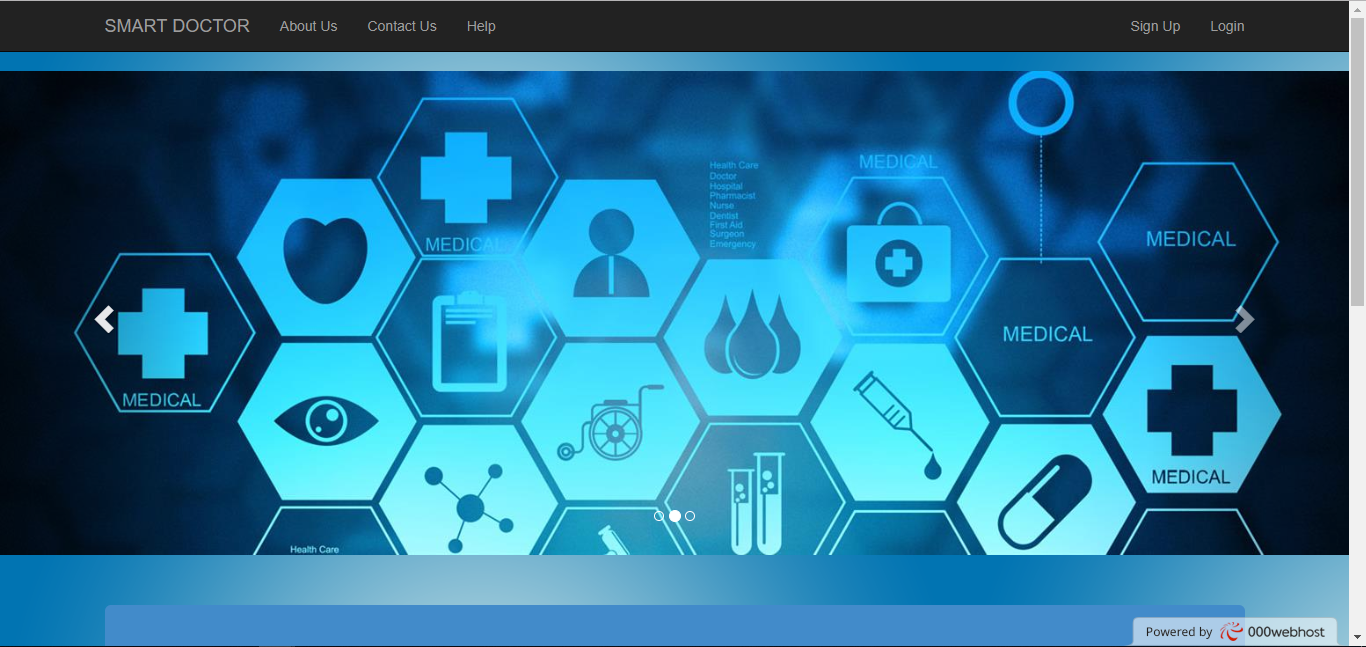 SMART DOCTOR
About Us
Contact Us
Help
Sign Up
Login
MEDICAL
Health Care
Doctor
Hospital
Pharmacist
Nurse
Dentist
First Aid
Surgeon
Emergency
MEDICAL
MEDICAL
MEDICAL
MEDICAL
MEDICAL
Health Care
Powered by 000webhost